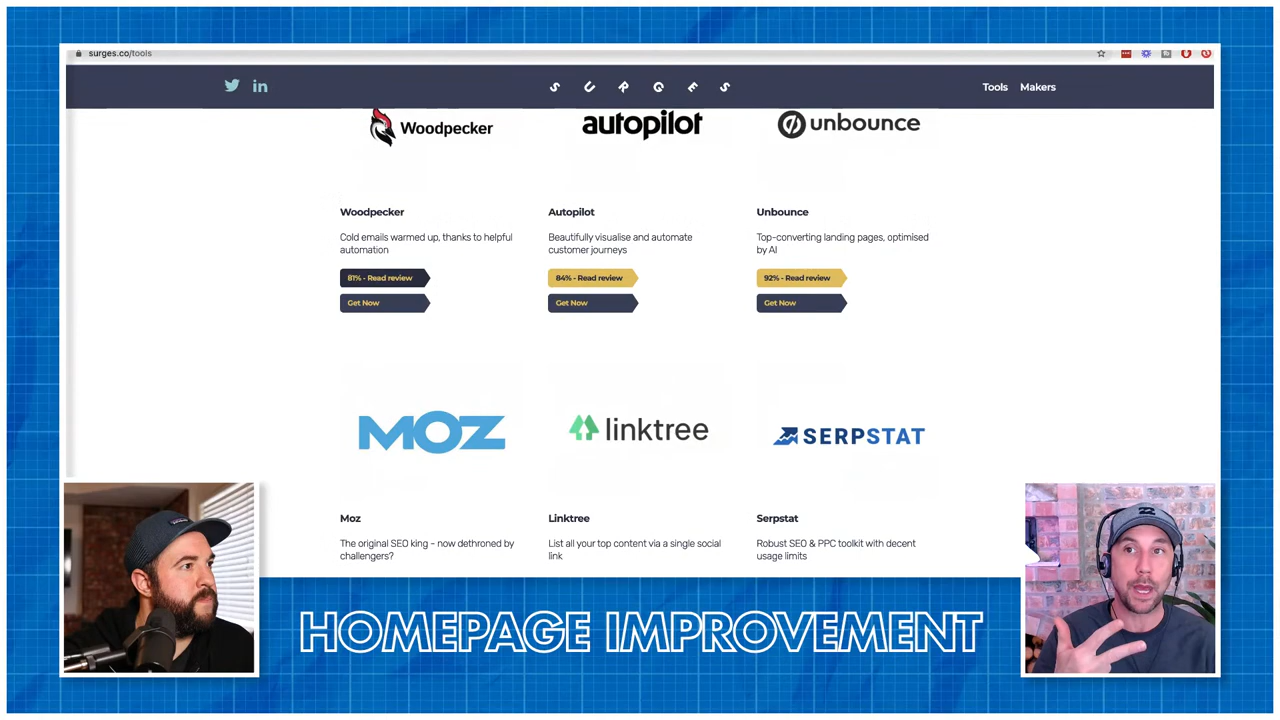 surges.co/tools
SURGES
Tools
Makers
Woodpecker
autopilot
unbounce
Woodpecker
Cold emails warmed up, thanks to helpful
automation
81% - Read review
Get Now
Autopilot
Beautifully visualise and automate
customer journeys
84% - Read review
Get Now
Unbounce
Top-converting landing pages, optimised
by AI
92% - Read review
Get Now
MOZ
linktree
SERPSTAT
Moz
The original SEO king - now dethroned by
challengers?
Linktree
List all your top content via a single social
link
Serpstat
Robust SEO & PPC toolkit with decent
usage limits
HOMEPAGE IMPROVEMENT